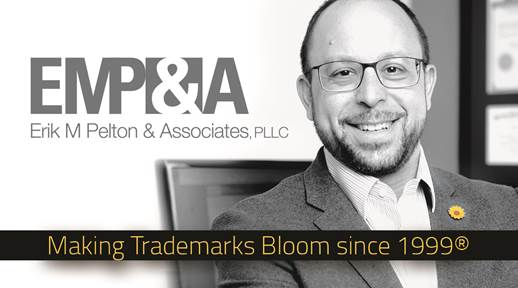 EMP&A
Erik M Pelton & Associates, PLLC
Making Trademarks Bloom since 1999®